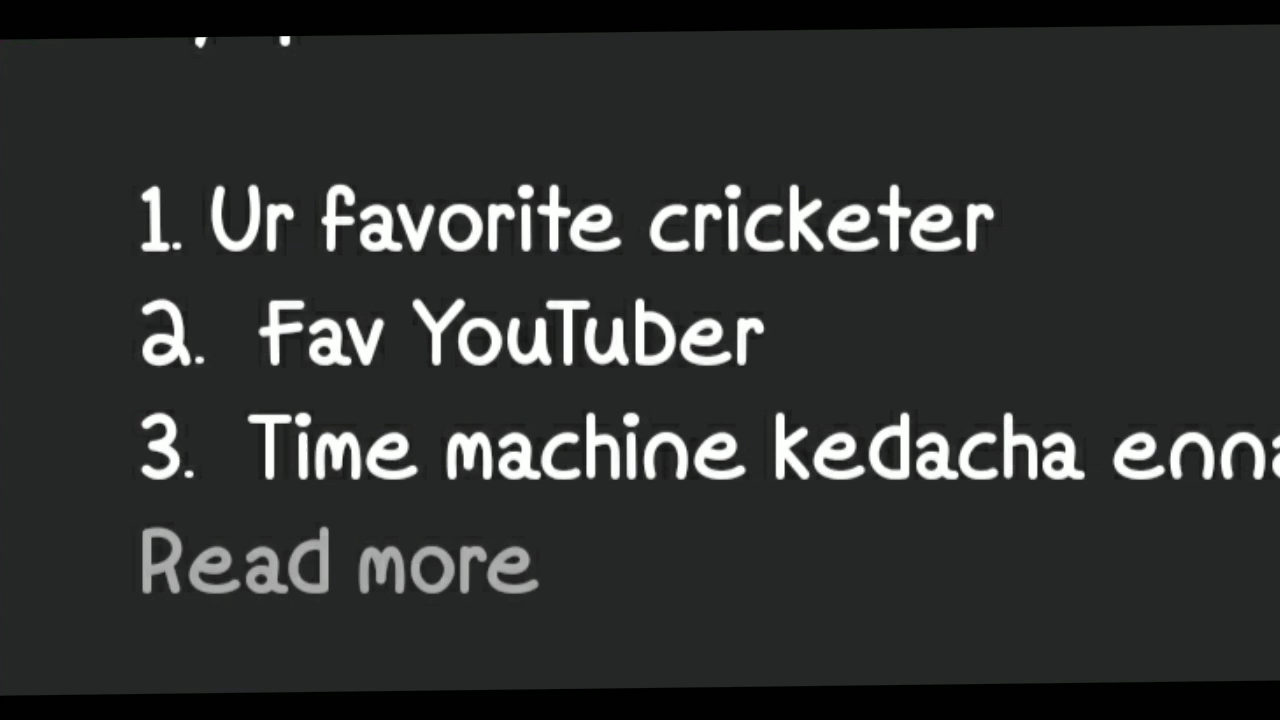 1. Ur favorite cricketer
2. Fav YouTuber
3. Time machine kedacha
Read more